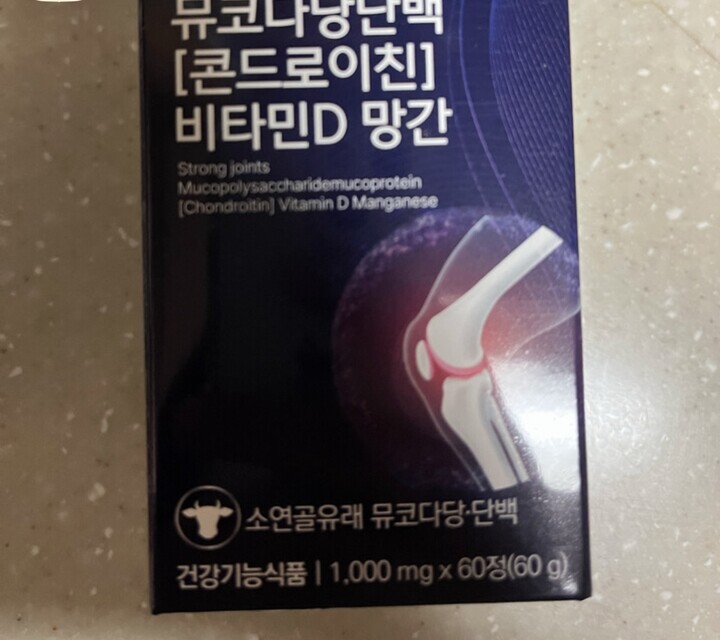 뮤코다당단백
[콘드로이친]
비타민D 망간
Strong joints
Mucopolysaccharidemucoprotein
[Chondroitin] Vitamin D Manganese
소연골유래 뮤코다당·단백
건강기능식품 | 1,000 mg x 60정(60 g)